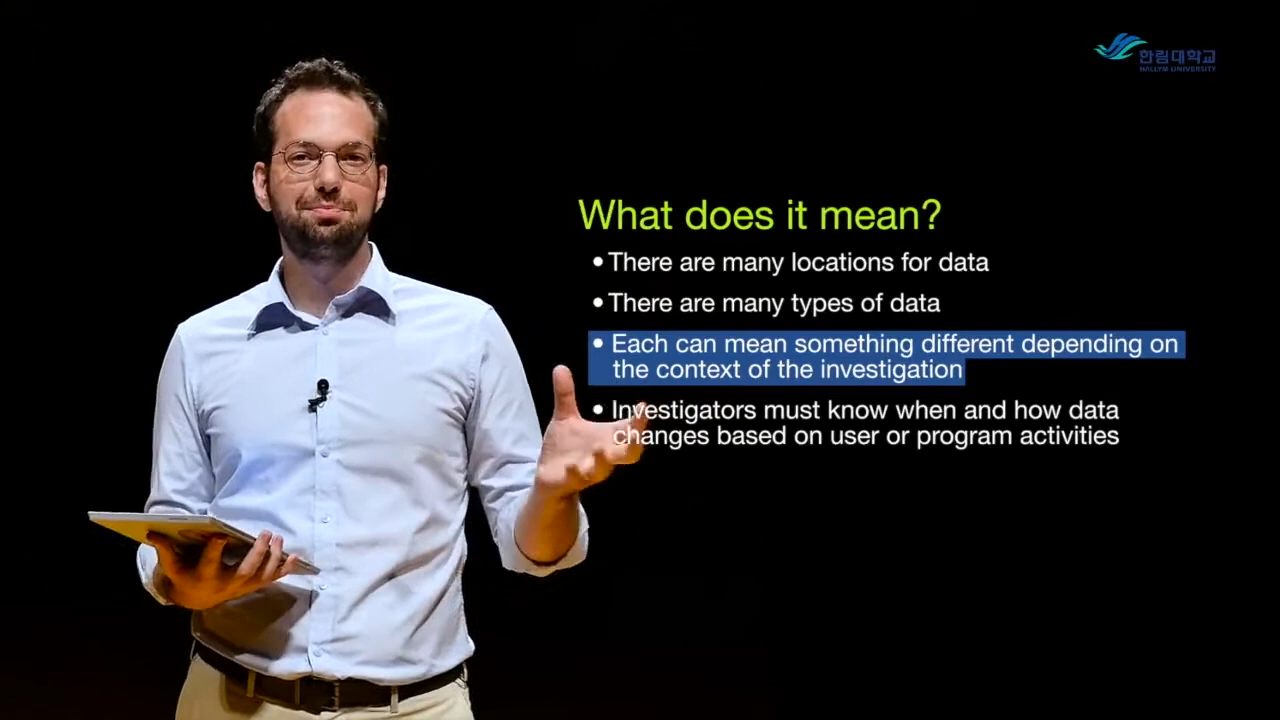 한림대학교
HALLYM UNIVERSITY
What does it mean?
• There are many locations for data
• There are many types of data
• Each can mean something different depending on
the context of the investigation
• Investigators must know when and how data
changes based on user or program activities